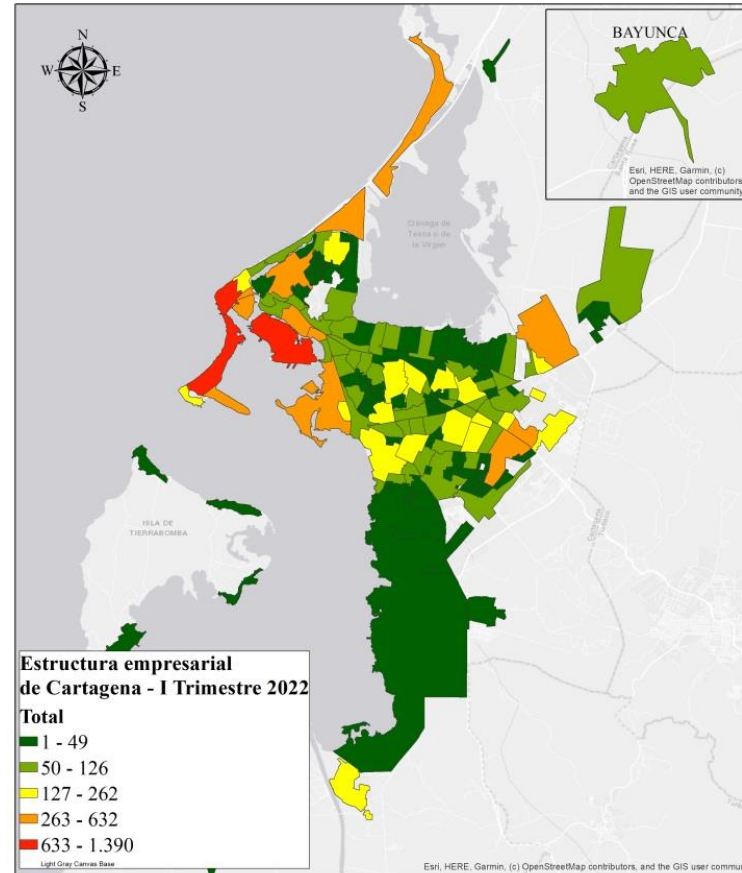 N
W
E
S
BAYUNCA
Esri, HERE, Garmin, (c)
OpenStreetMap contributors,
and the GIS user community
Ciénaga de
Tesca o de
la Virgen
ISLA DE
TIERRABOMBA
Estructura empresarial
de Cartagena - I Trimestre 2022
Total
1 - 49
50 - 126
127 - 262
263 - 632
633 - 1.390
Light Gray Canvas Base
Esri, HERE, Garmin, (c) OpenStreetMap contributors, and the GIS user commun